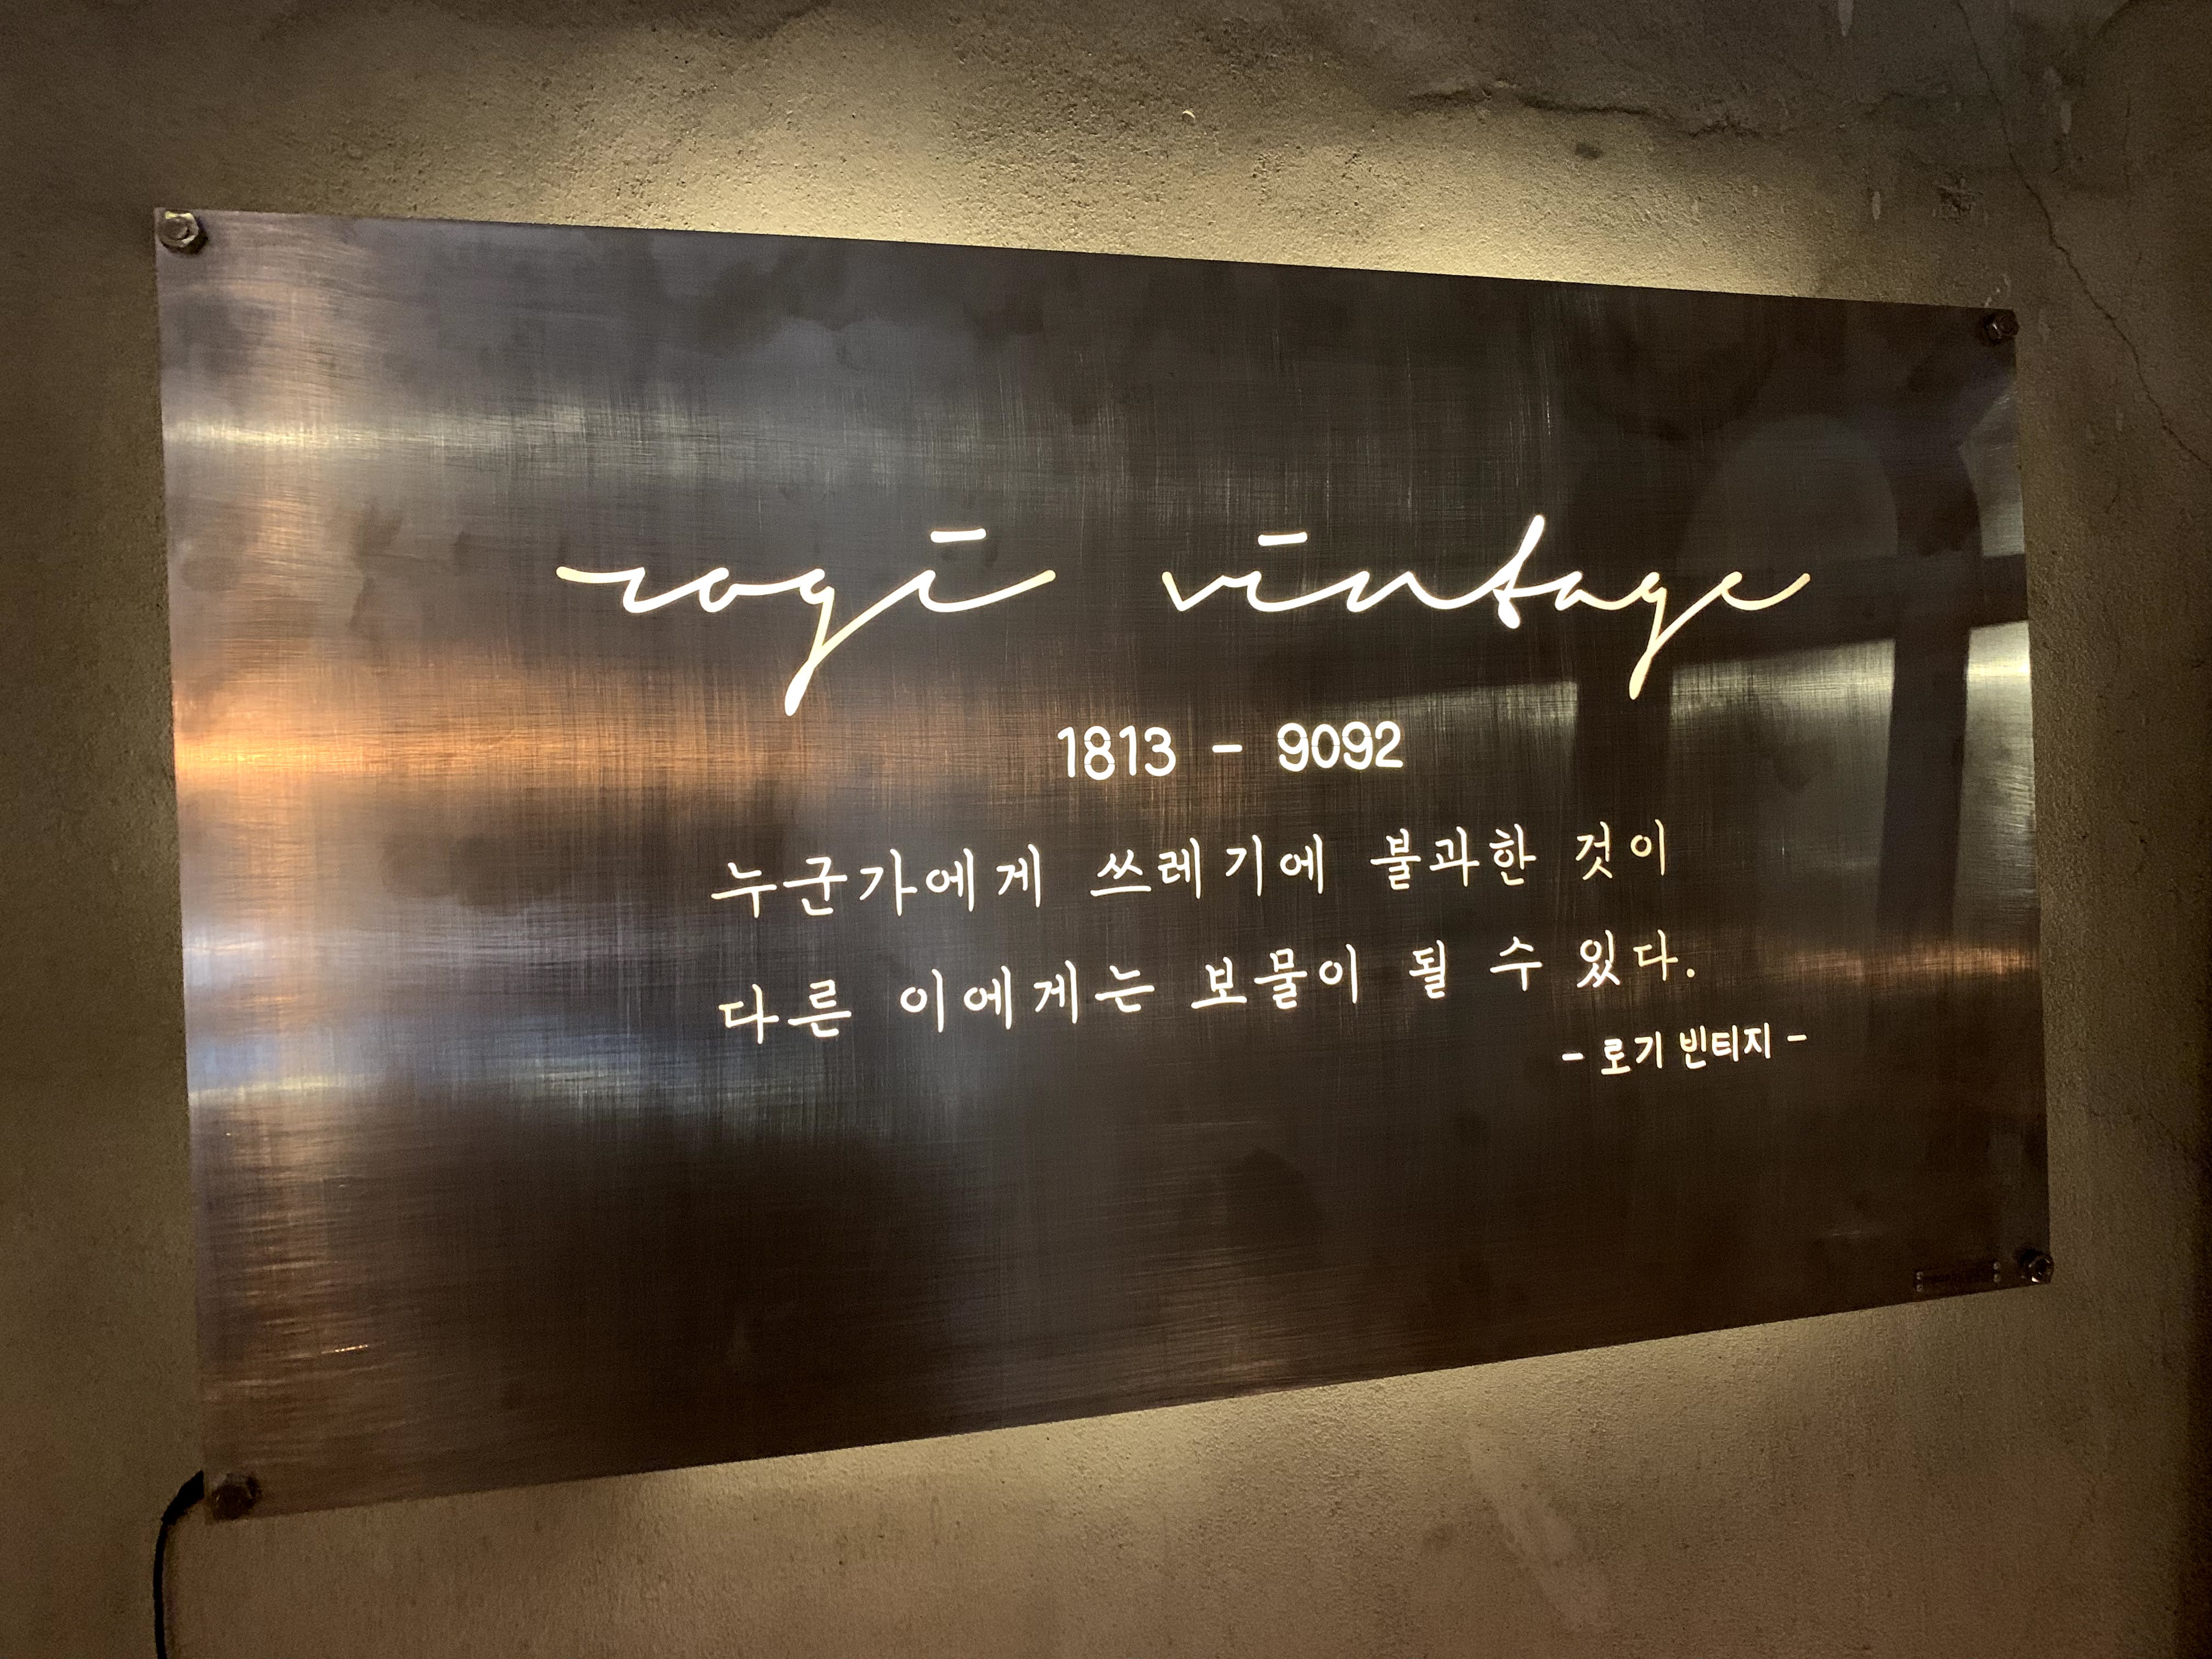 rogi vintage
1813 - 9092
누군가에게 쓰레기에 불과한 것이
다른 이에게는 보물이 될 수 있다.
- 로기 빈티지 -